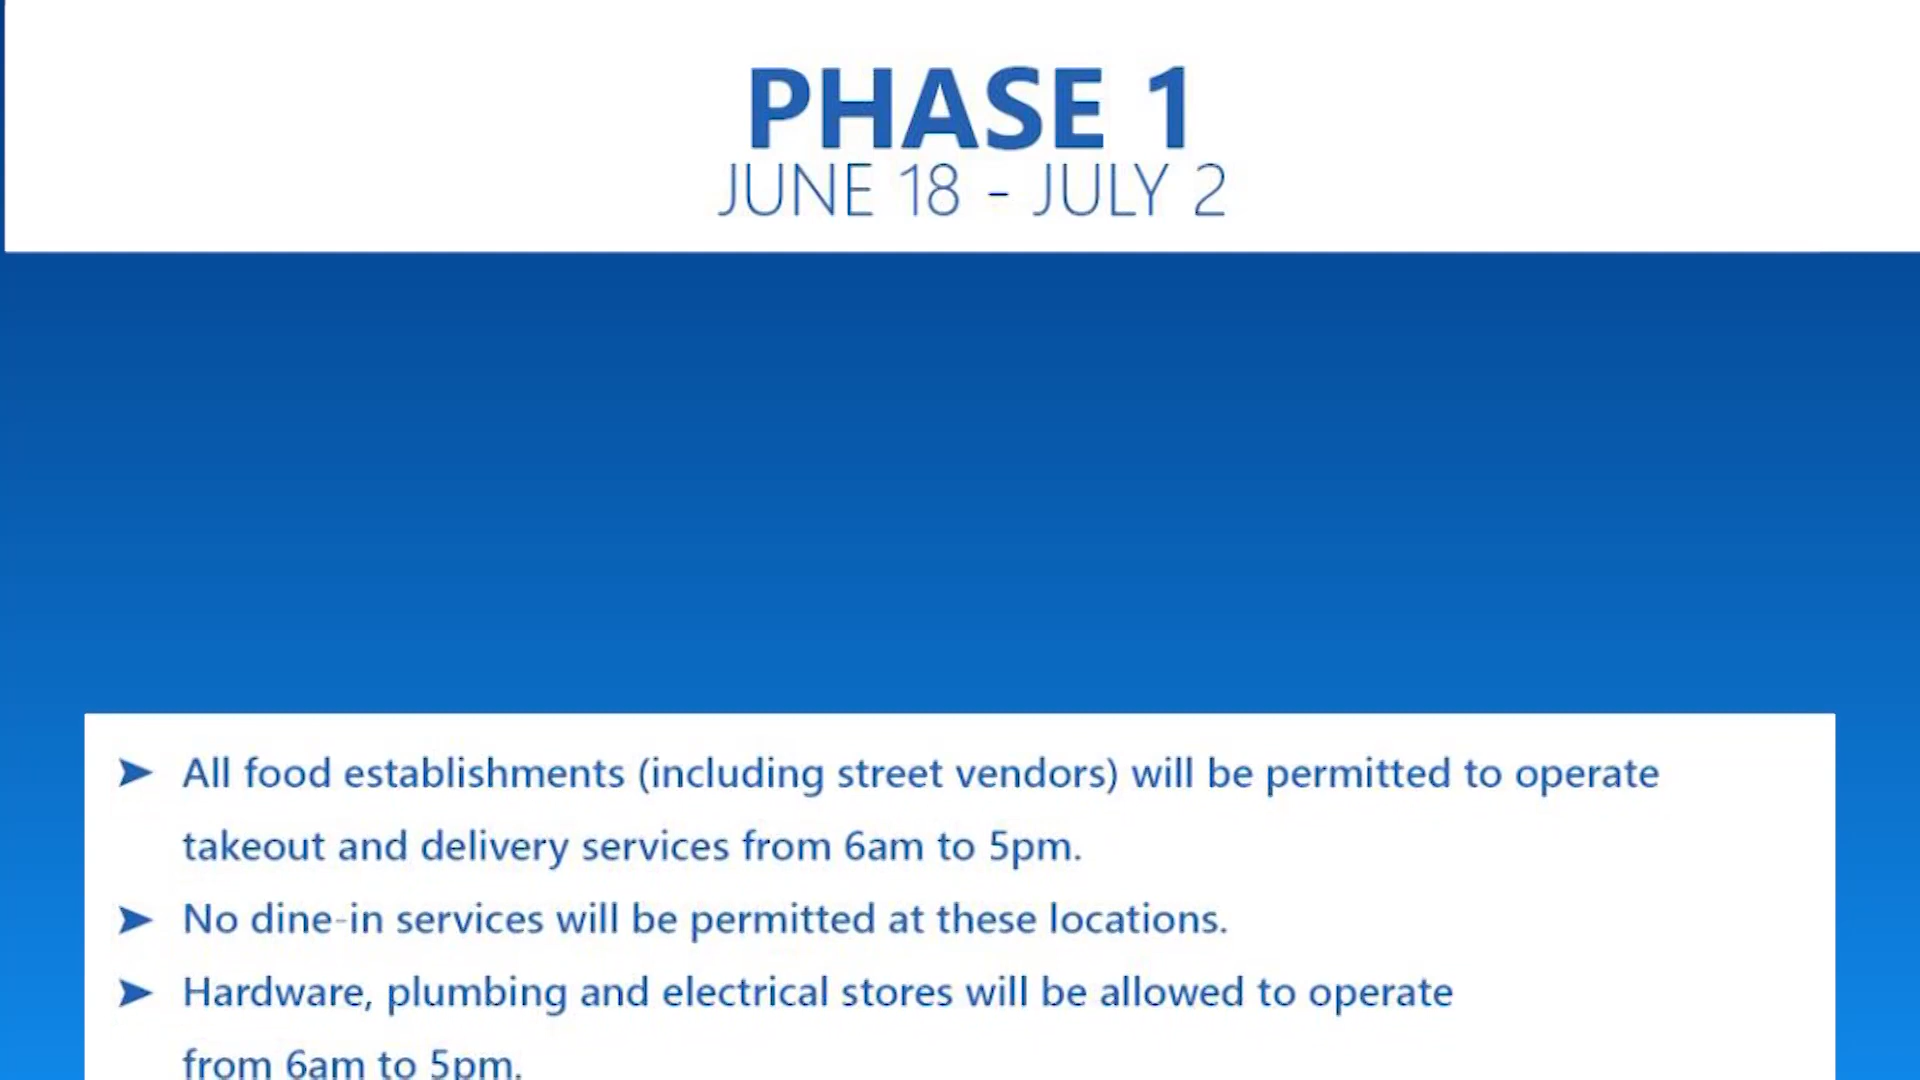 PHASE 1
JUNE 18 - JULY 2
➤ All food establishments (including street vendors) will be permitted to operate
takeout and delivery services from 6am to 5pm.
➤ No dine-in services will be permitted at these locations.
➤ Hardware, plumbing and electrical stores will be allowed to operate
from 6am to 5pm.